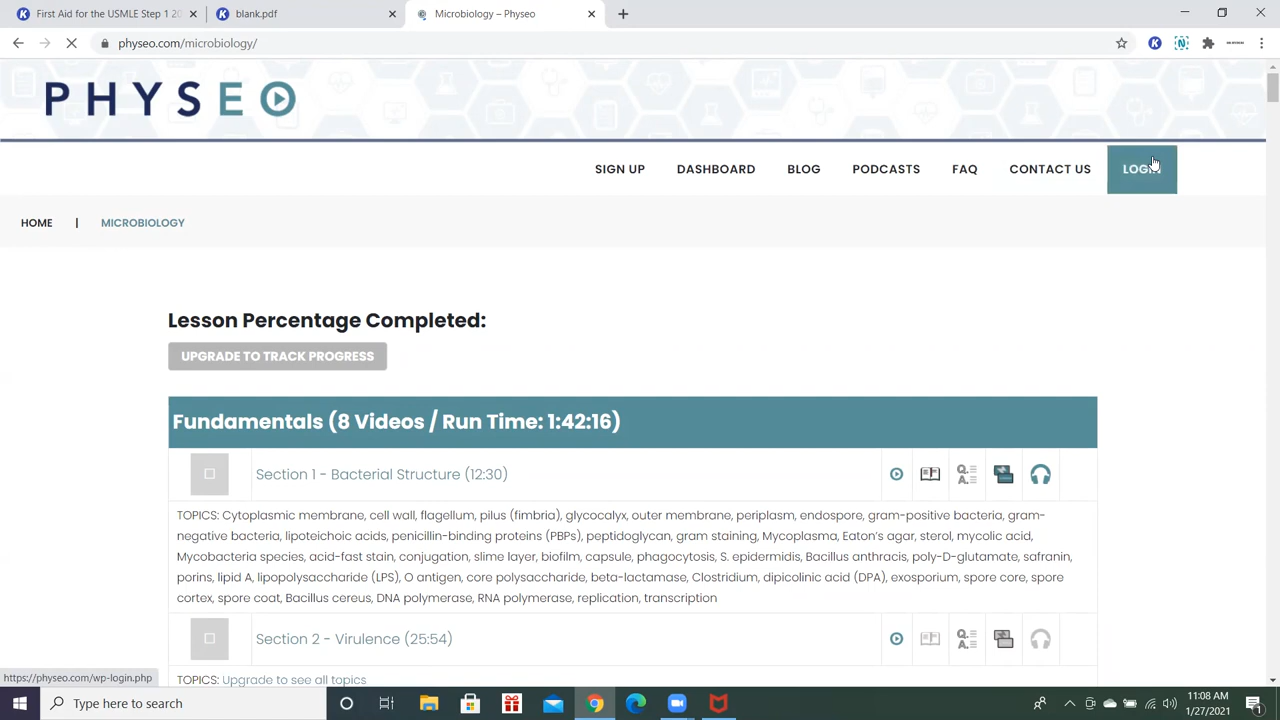 First Aid for the USMLE Step 1 20
blank.pdf
Microbiology – Physeo
physeo.com/microbiology/
PHYSEO
SIGN UP
DASHBOARD
BLOG
PODCASTS
FAQ
CONTACT US
LOGIN
HOME | MICROBIOLOGY
Lesson Percentage Completed:
UPGRADE TO TRACK PROGRESS
Fundamentals (8 Videos / Run Time: 1:42:16)
Section 1 - Bacterial Structure (12:30)
TOPICS: Cytoplasmic membrane, cell wall, flagellum, pilus (fimbria), glycocalyx, outer membrane, periplasm, endospore, gram-positive bacteria, gram-
negative bacteria, lipoteichoic acids, penicillin-binding proteins (PBPs), peptidoglycan, gram staining, Mycoplasma, Eaton's agar, sterol, mycolic acid,
Mycobacteria species, acid-fast stain, conjugation, slime layer, biofilm, capsule, phagocytosis, S. epidermidis, Bacillus anthracis, poly-D-glutamate, safranin,
porins, lipid A, lipopolysaccharide (LPS), O antigen, core polysaccharide, beta-lactamase, Clostridium, dipicolinic acid (DPA), exosporium, spore core, spore
cortex, spore coat, Bacillus cereus, DNA polymerase, RNA polymerase, replication, transcription
Section 2 - Virulence (25:54)
TOPICS: Upgrade to see all topics
https://physeo.com/wp-login.php
Type here to search
11:08 AM
1/27/2021